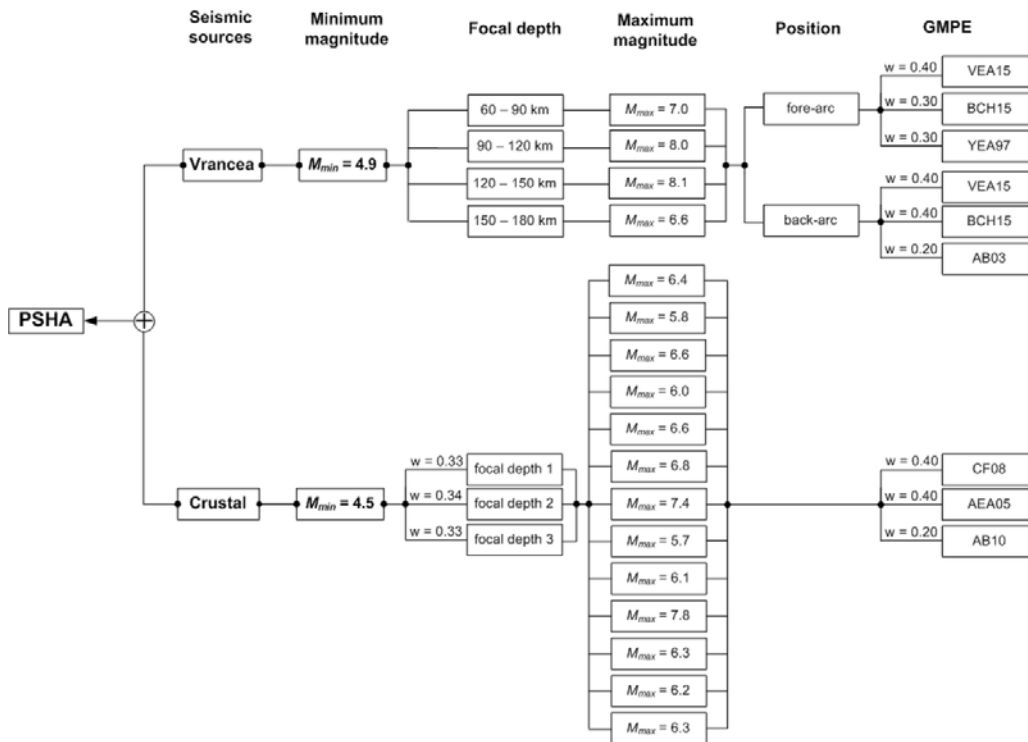 Seismic sources
Minimum magnitude
Focal depth
Maximum magnitude
Position
GMPE
PSHA
Vrancea
Mmin = 4.9
60 – 90 km
90 – 120 km
120 – 150 km
150 – 180 km
Mmax = 7.0
Mmax = 8.0
Mmax = 8.1
Mmax = 6.6
fore-arc
w = 0.40
VEA15
w = 0.30
BCH15
w = 0.30
YEA97
back-arc
w = 0.40
VEA15
w = 0.40
BCH15
w = 0.20
AB03
Crustal
Mmin = 4.5
w = 0.33
focal depth 1
w = 0.34
focal depth 2
w = 0.33
focal depth 3
Mmax = 6.4
Mmax = 5.8
Mmax = 6.6
Mmax = 6.0
Mmax = 6.6
Mmax = 6.8
Mmax = 7.4
Mmax = 5.7
Mmax = 6.1
Mmax = 7.8
Mmax = 6.3
Mmax = 6.2
Mmax = 6.3
w = 0.40
CF08
w = 0.40
AEA05
w = 0.20
AB10